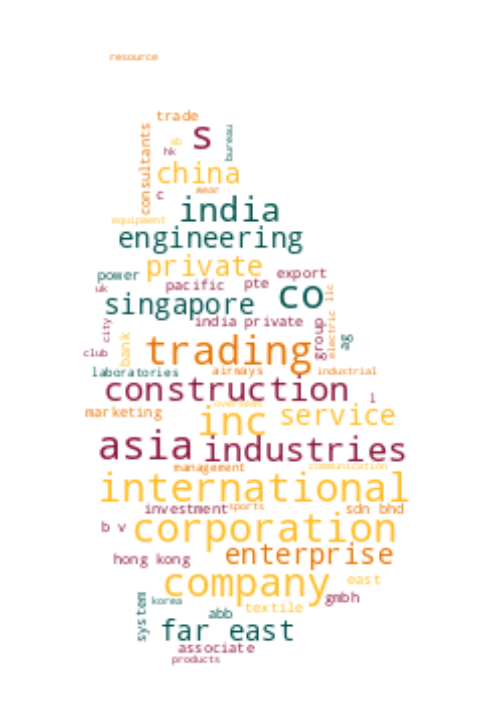 resource
trade
consultants
s
bureau
ab
hk
china
wear
c
india
equipment
engineering
private
power
export
uk
pacific
pte
co
llc
singapore
india private
city
group
electric
ag
bank
trading
club
laboratories
airways
industrial
construction
l
overseas
marketing
inc
service
asia
industries
management
communication
international
investment
sports
sdn bhd
b v
corporation
hong kong
enterprise
company
east
system
korea
gmbh
abb
textile
far east
associate
products